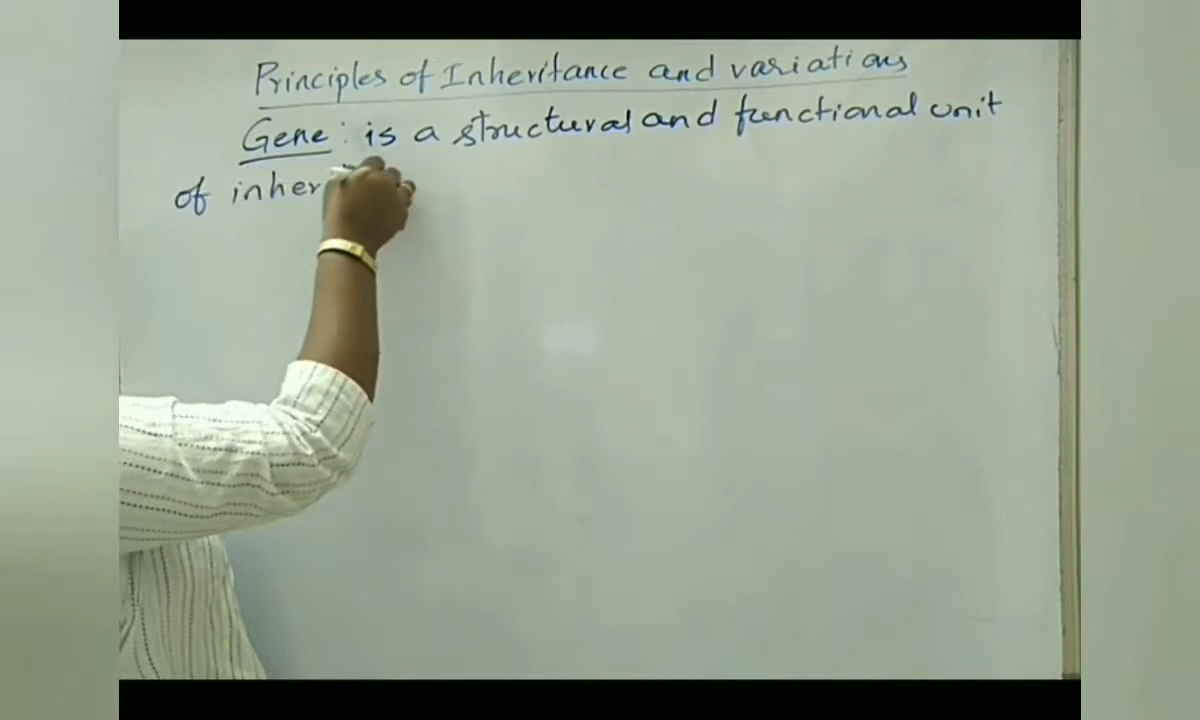 Principles of Inheritance and variations
Gene: is a structural and functional unit
of inher